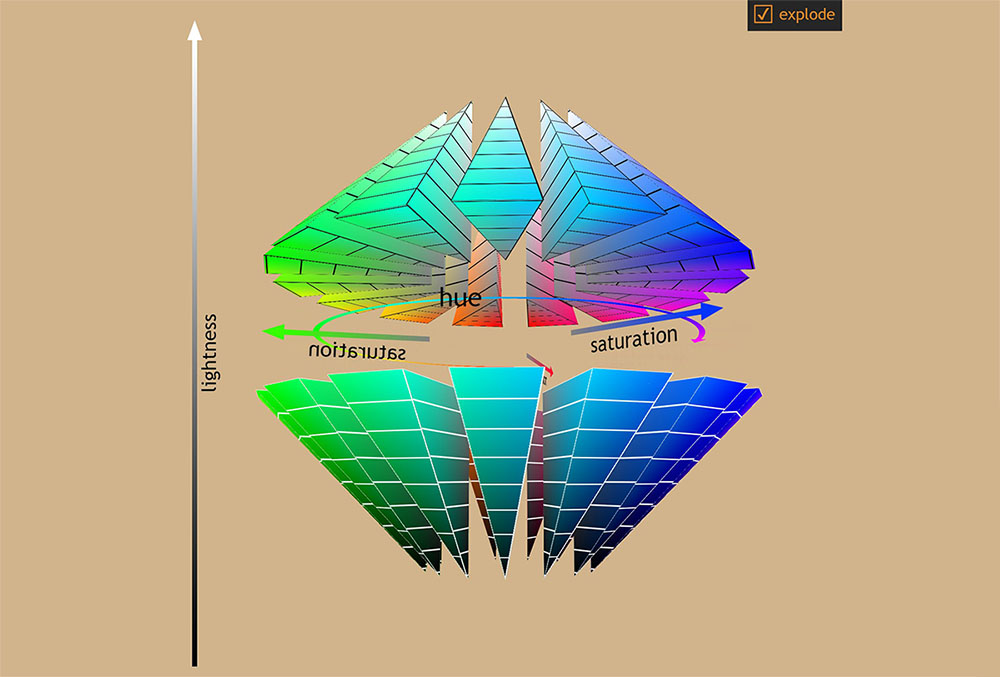 explode
hue
saturation
saturation
lightness